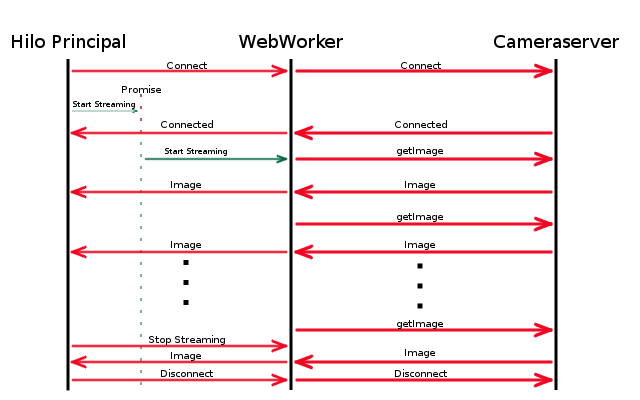 Hilo Principal WebWorker Cameraserver
Connect Connect
Promise
Start Streaming
Connected Connected
Start Streaming getImage
Image Image
getImage
Image Image
getImage
Stop Streaming
Image Image
Disconnect Disconnect